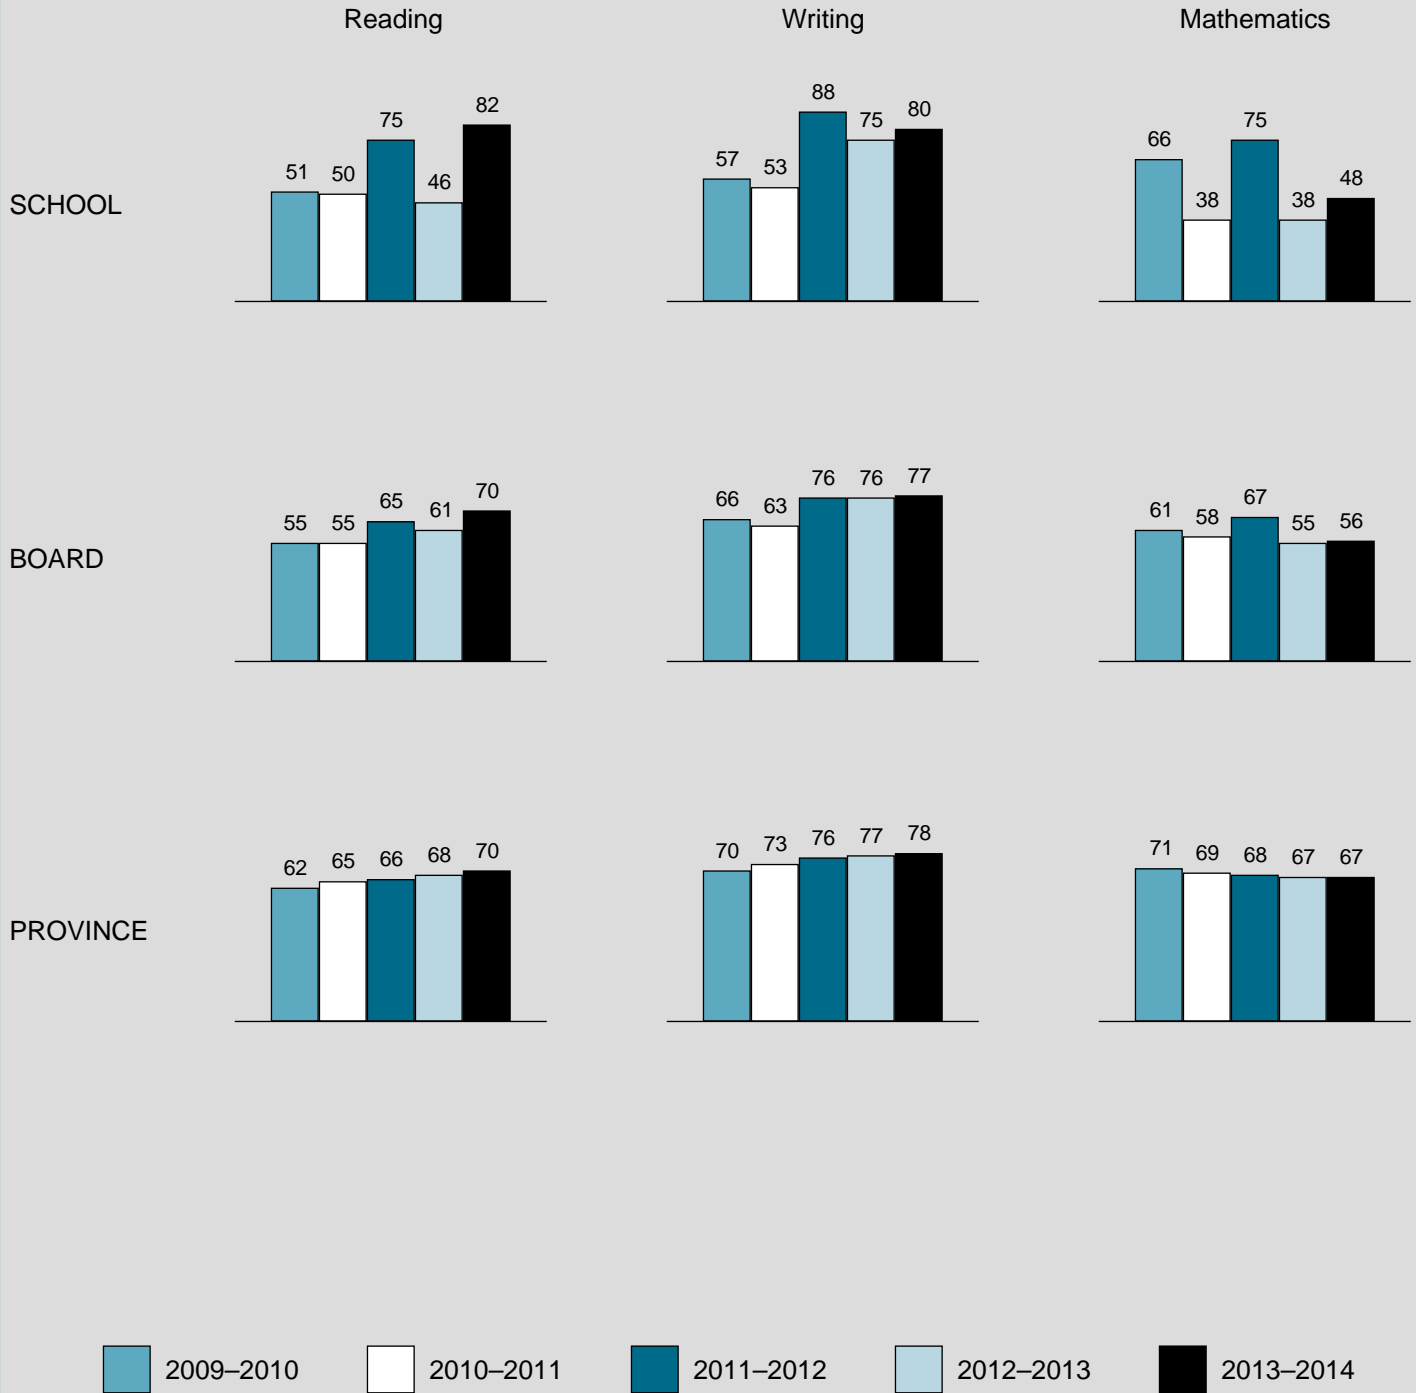 Reading Writing Mathematics
SCHOOL
51 50 75 46 82
57 53 88 75 80
66 38 75 38 48
BOARD
55 55 65 61 70
66 63 76 76 77
61 58 67 55 56
PROVINCE
62 65 66 68 70
70 73 76 77 78
71 69 68 67 67
2009–2010 2010–2011 2011–2012 2012–2013 2013–2014